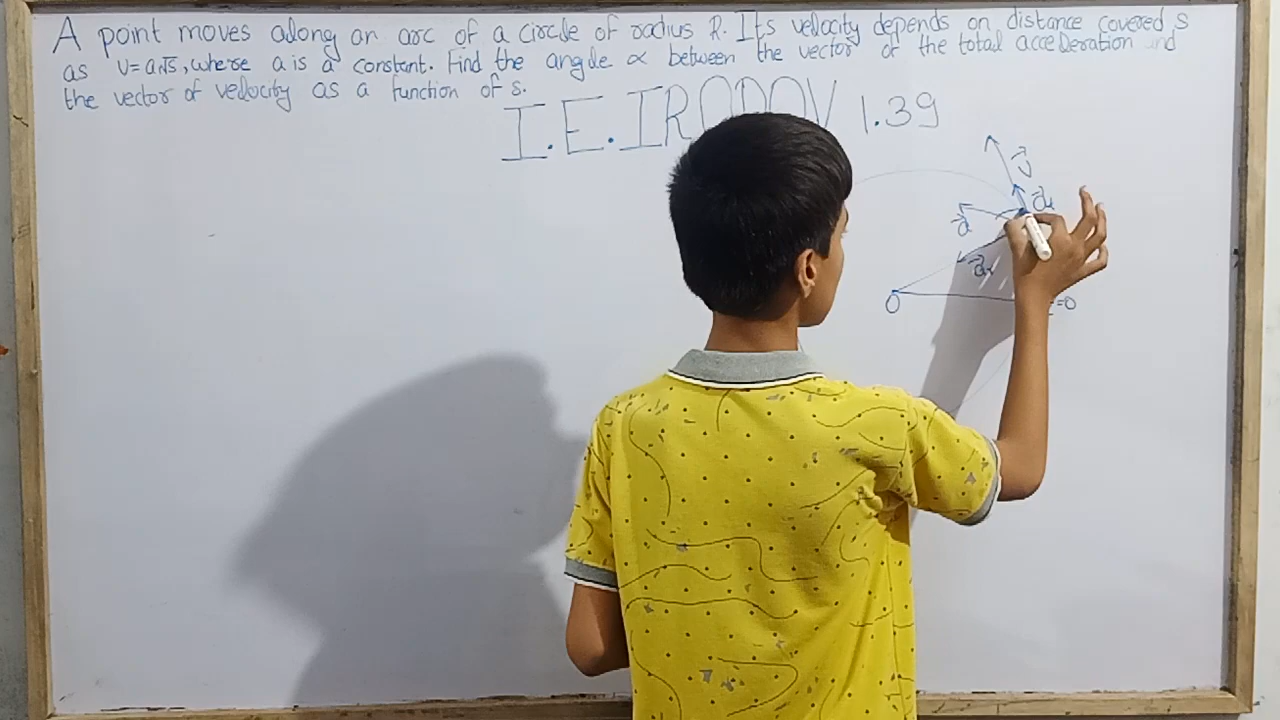 A point moves along an arc of a circle of radius R. Its velocity depends on distance covered s
as v=a√s, where a is a constant. Find the angle α between the vector of the total acceleration and
the vector of velocity as a function of s.
I.E.IRODOV 1.39
v⃗
a⃗
O
=0